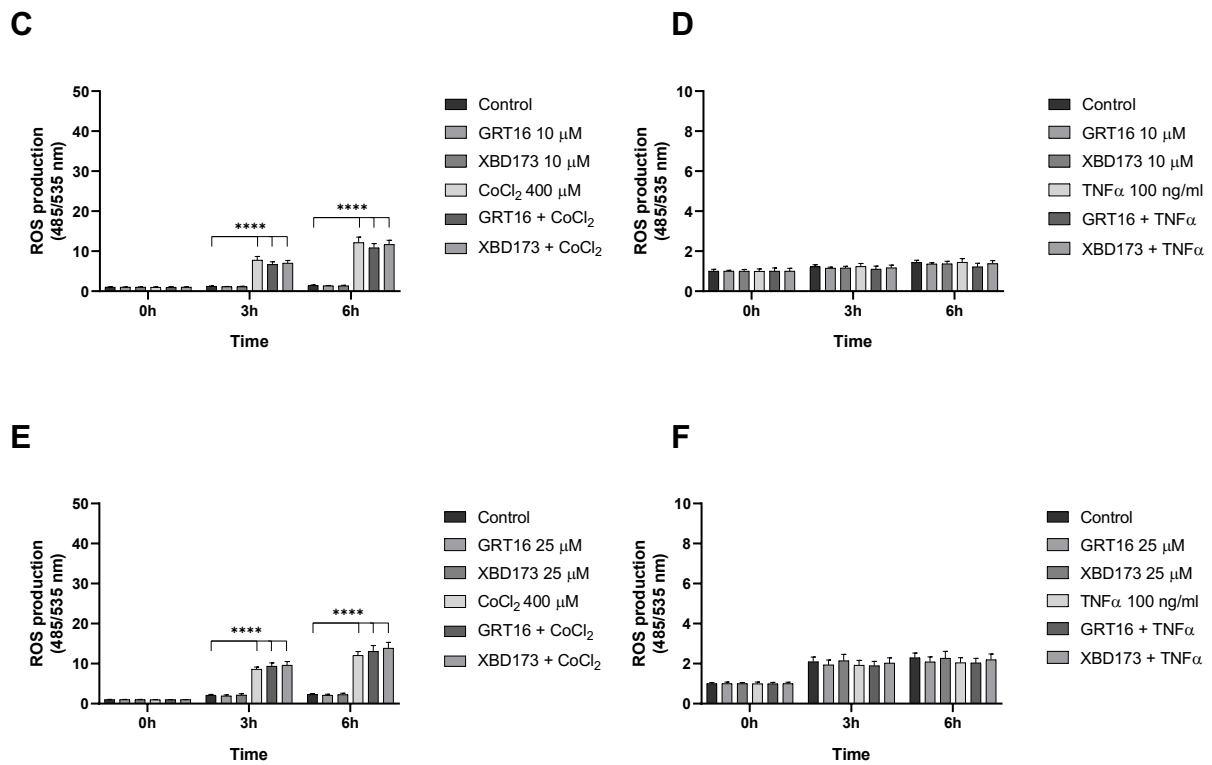 C
ROS production
(485/535 nm)
50
40
30
20
10
0
****
****
0h
3h
6h
Time
Control
GRT16 10 μM
XBD173 10 μM
CoCl₂ 400 μM
GRT16 + CoCl₂
XBD173 + CoCl₂
D
ROS production
(485/535 nm)
10
8
6
4
2
0
0h
3h
6h
Time
Control
GRT16 10 μM
XBD173 10 μM
TNFα 100 ng/ml
GRT16 + TNFα
XBD173 + TNFα
E
ROS production
(485/535 nm)
50
40
30
20
10
0
****
****
0h
3h
6h
Time
Control
GRT16 25 μM
XBD173 25 μM
CoCl₂ 400 μM
GRT16 + CoCl₂
XBD173 + CoCl₂
F
ROS production
(485/535 nm)
10
8
6
4
2
0
0h
3h
6h
Time
Control
GRT16 25 μM
XBD173 25 μM
TNFα 100 ng/ml
GRT16 + TNFα
XBD173 + TNFα